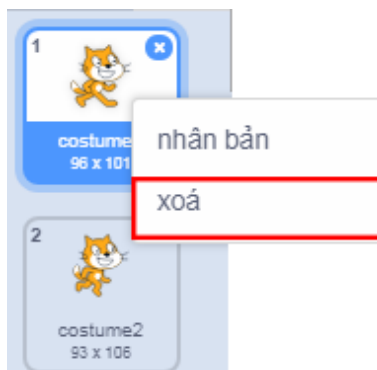 1
costume
96 x 101
nhân bản
xoá
2
costume2
93 x 106